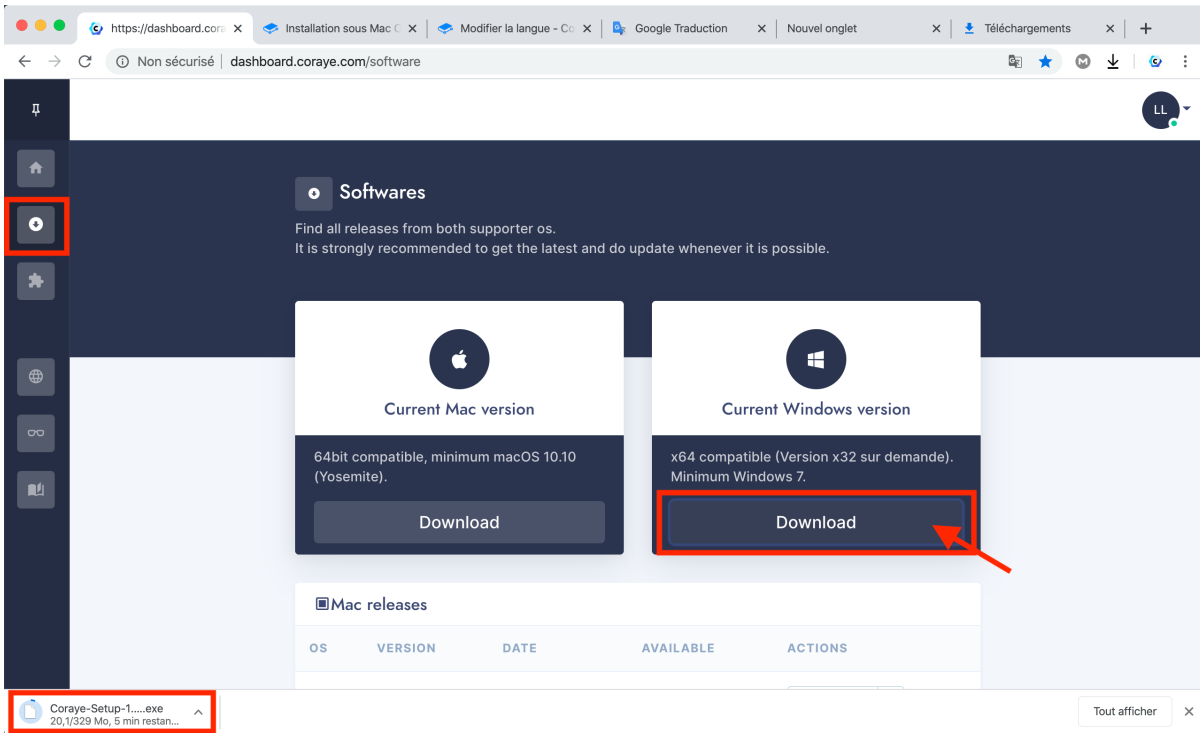 https://dashboard.cora
Installation sous Mac
Modifier la langue - Co
Google Traduction
Nouvel onglet
Téléchargements
Non sécurisé
dashboard.coraye.com/software
LL
Softwares
Find all releases from both supporter os.
It is strongly recommended to get the latest and do update whenever it is possible.
Current Mac version
64bit compatible, minimum macOS 10.10
(Yosemite).
Download
Current Windows version
x64 compatible (Version x32 sur demande).
Minimum Windows 7.
Download
Mac releases
OS VERSION DATE AVAILABLE ACTIONS
Coraye-Setup-1.....exe
20,1/329 Mo, 5 min restan...
Tout afficher